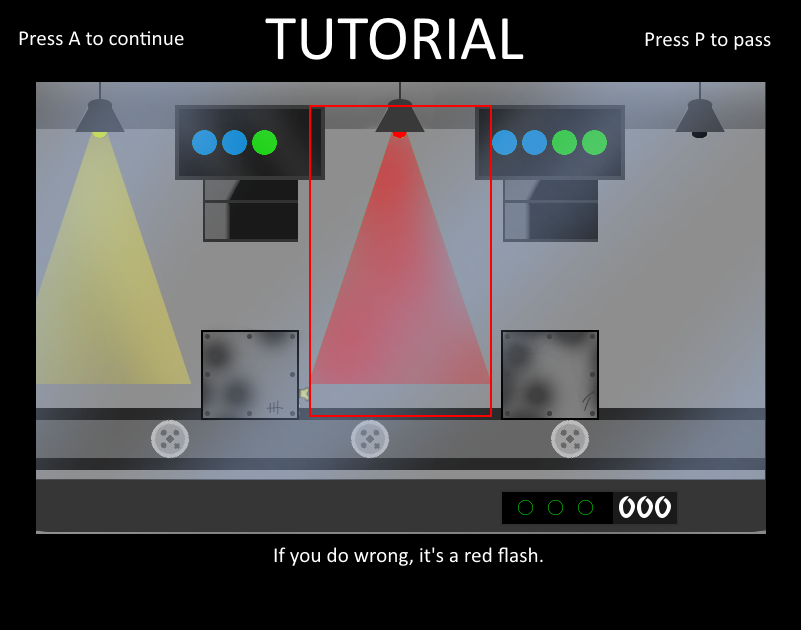 Press A to continue
TUTORIAL
Press P to pass
000
If you do wrong, it's a red flash.